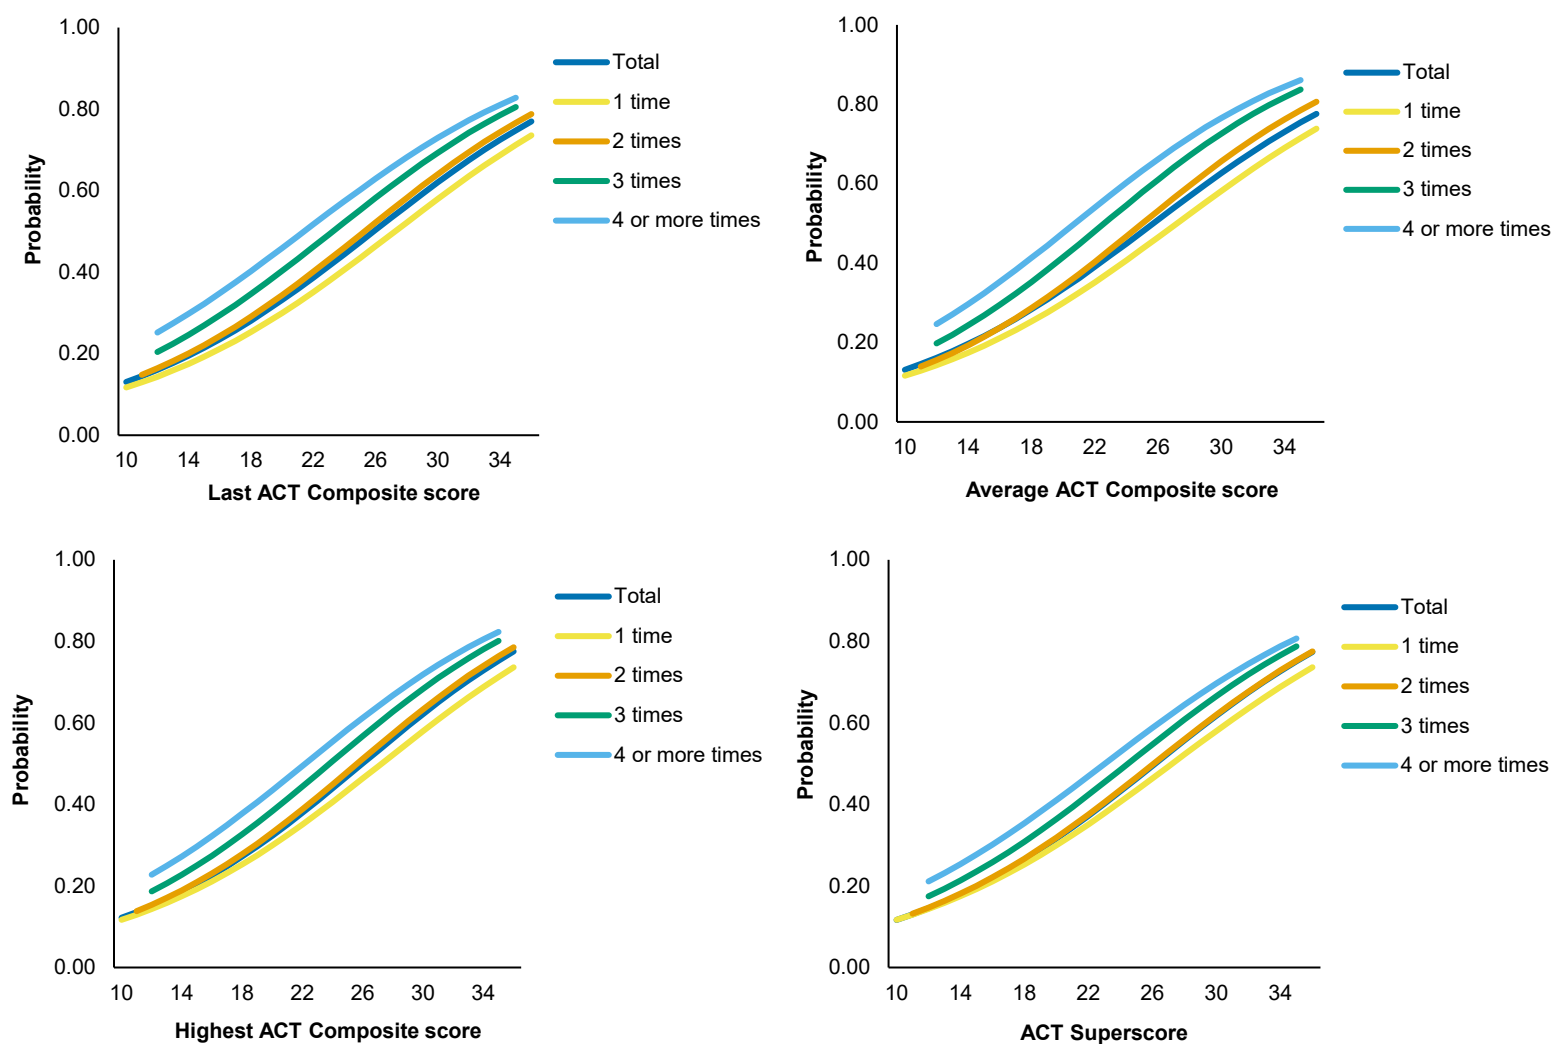 1.00
0.80
0.60
0.40
0.20
0.00
Probability
10 14 18 22 26 30 34
Last ACT Composite score
Total
1 time
2 times
3 times
4 or more times
1.00
0.80
0.60
0.40
0.20
0.00
Probability
10 14 18 22 26 30 34
Average ACT Composite score
Total
1 time
2 times
3 times
4 or more times
1.00
0.80
0.60
0.40
0.20
0.00
Probability
10 14 18 22 26 30 34
Highest ACT Composite score
Total
1 time
2 times
3 times
4 or more times
1.00
0.80
0.60
0.40
0.20
0.00
Probability
10 14 18 22 26 30 34
ACT Superscore
Total
1 time
2 times
3 times
4 or more times